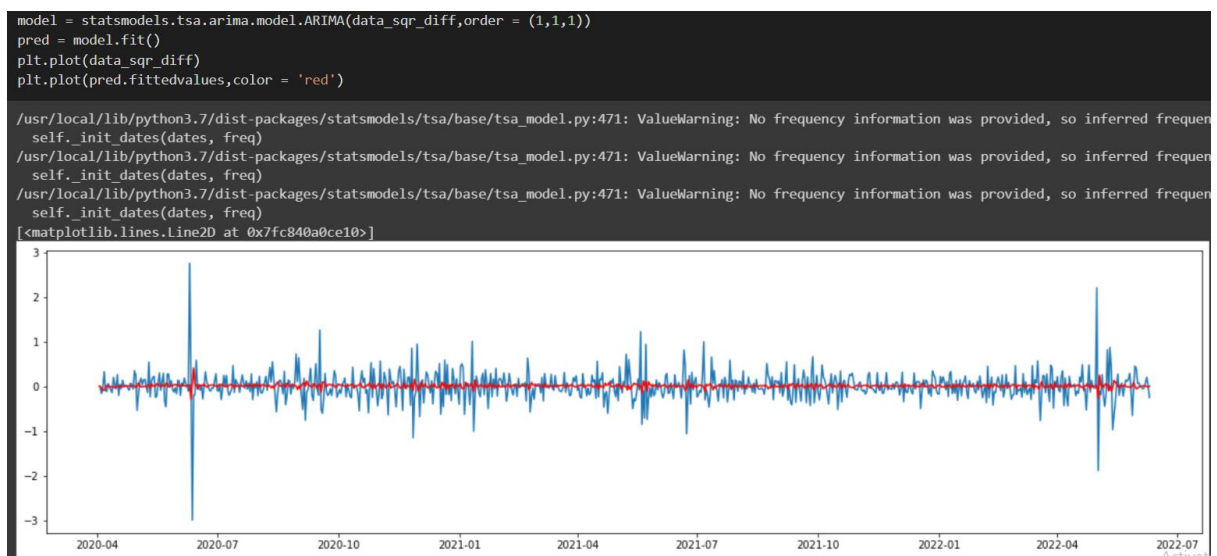 model = statsmodels.tsa.arima.model.ARIMA(data_sqr_diff,order = (1,1,1))
pred = model.fit()
plt.plot(data_sqr_diff)
plt.plot(pred.fittedvalues,color = 'red')
/usr/local/lib/python3.7/dist-packages/statsmodels/tsa/base/tsa_model.py:471: ValueWarning: No frequency information was provided, so inferred frequen
self._init_dates(dates, freq)
/usr/local/lib/python3.7/dist-packages/statsmodels/tsa/base/tsa_model.py:471: ValueWarning: No frequency information was provided, so inferred frequen
self._init_dates(dates, freq)
/usr/local/lib/python3.7/dist-packages/statsmodels/tsa/base/tsa_model.py:471: ValueWarning: No frequency information was provided, so inferred frequen
self._init_dates(dates, freq)
[<matplotlib.lines.Line2D at 0x7fc840a0ce10>]
3
2
1
0
−1
−2
−3
2020-04 2020-07 2020-10 2021-01 2021-04 2021-07 2021-10 2022-01 2022-04 2022-07